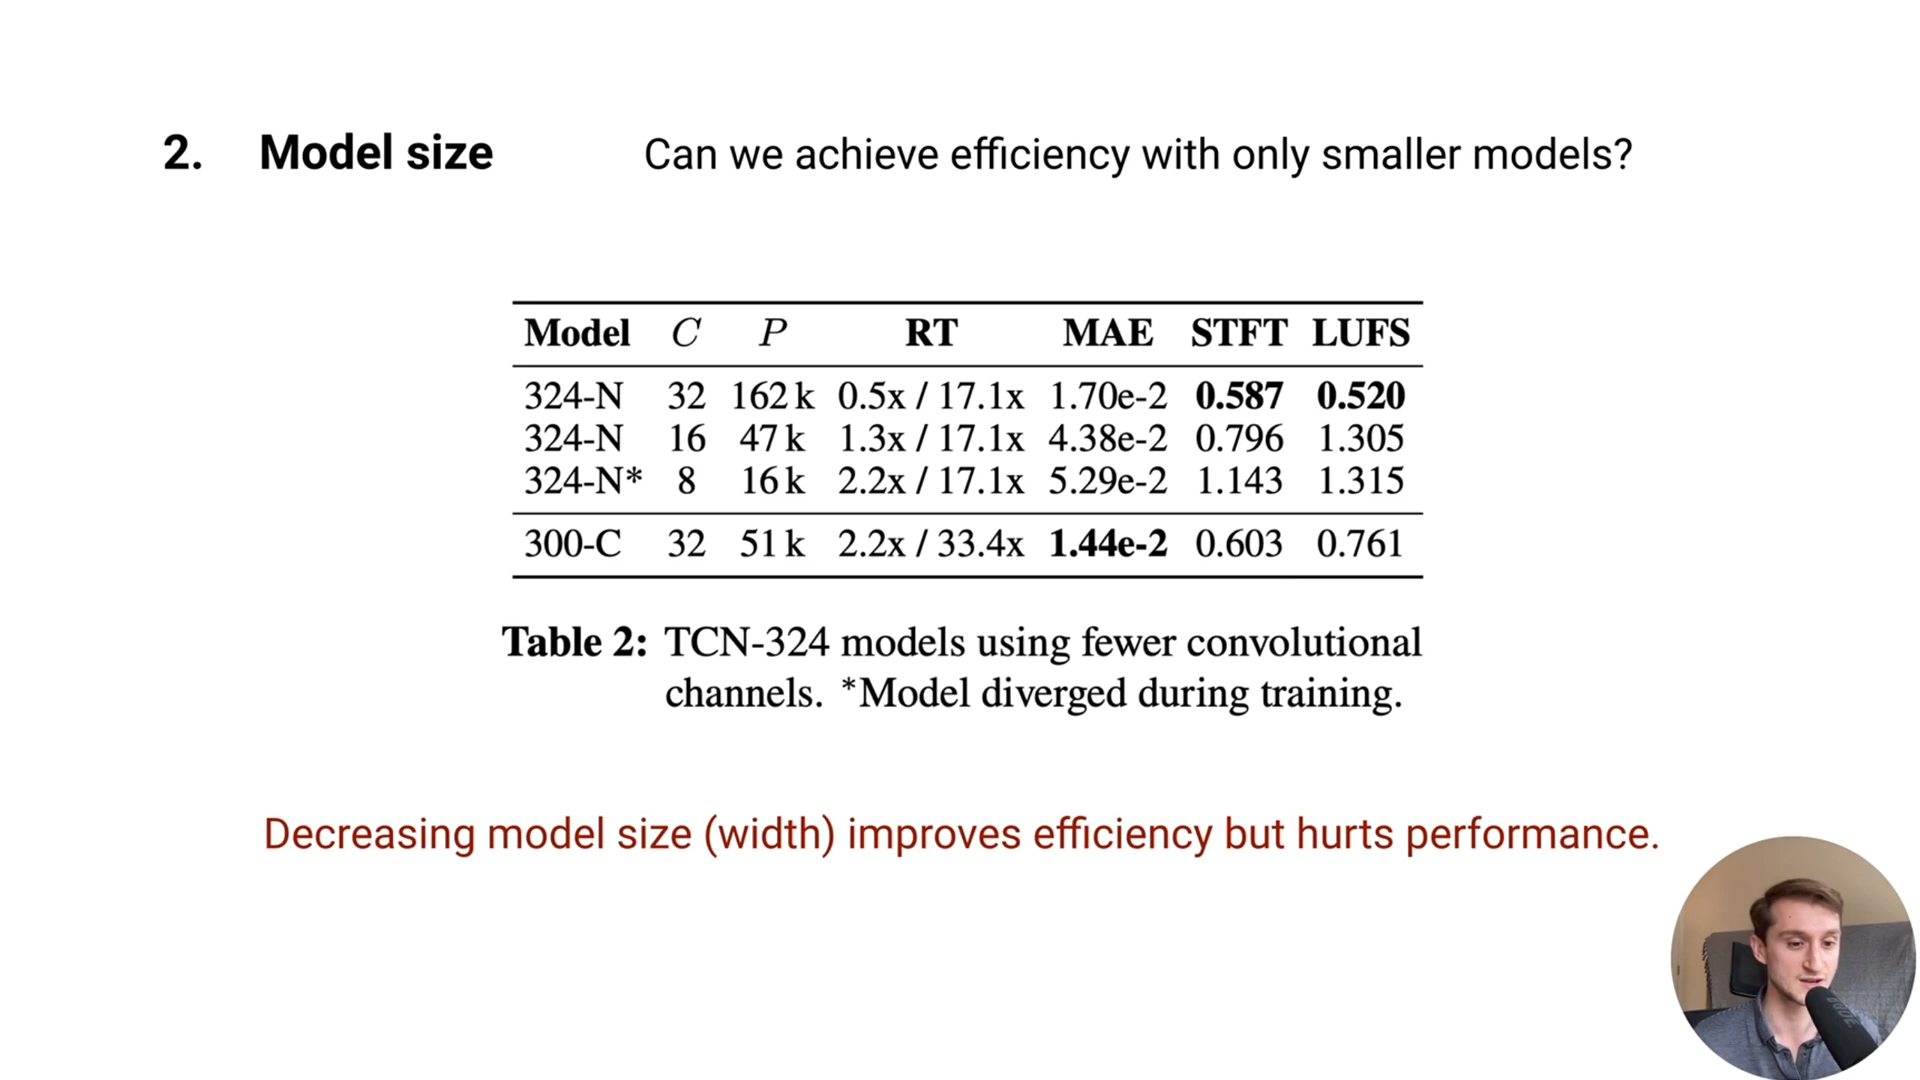 2. Model size Can we achieve efficiency with only smaller models?
Model C P RT MAE STFT LUFS
324-N 32 162 k 0.5x / 17.1x 1.70e-2 0.587 0.520
324-N 16 47 k 1.3x / 17.1x 4.38e-2 0.796 1.305
324-N* 8 16 k 2.2x / 17.1x 5.29e-2 1.143 1.315
300-C 32 51 k 2.2x / 33.4x 1.44e-2 0.603 0.761
Table 2: TCN-324 models using fewer convolutional
channels. *Model diverged during training.
Decreasing model size (width) improves efficiency but hurts performance.
RØDE